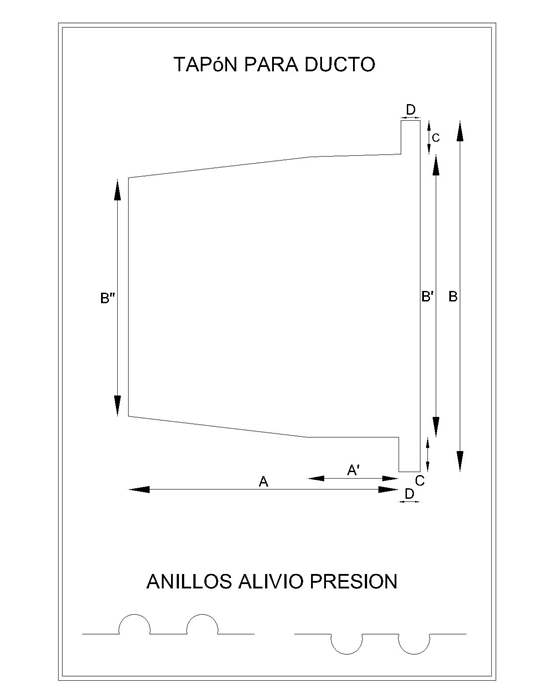 TAPóN PARA DUCTO
D
C
B"
B'
B
A'
A
C
D
ANILLOS ALIVIO PRESION